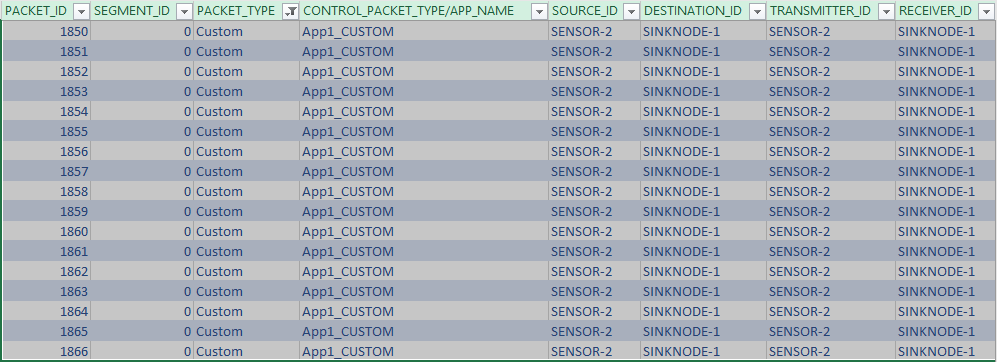 PACKET_ID SEGMENT_ID PACKET_TYPE CONTROL_PACKET_TYPE/APP_NAME SOURCE_ID DESTINATION_ID TRANSMITTER_ID RECEIVER_ID
1850 0 Custom App1_CUSTOM SENSOR-2 SINKNODE-1 SENSOR-2 SINKNODE-1
1851 0 Custom App1_CUSTOM SENSOR-2 SINKNODE-1 SENSOR-2 SINKNODE-1
1852 0 Custom App1_CUSTOM SENSOR-2 SINKNODE-1 SENSOR-2 SINKNODE-1
1853 0 Custom App1_CUSTOM SENSOR-2 SINKNODE-1 SENSOR-2 SINKNODE-1
1854 0 Custom App1_CUSTOM SENSOR-2 SINKNODE-1 SENSOR-2 SINKNODE-1
1855 0 Custom App1_CUSTOM SENSOR-2 SINKNODE-1 SENSOR-2 SINKNODE-1
1856 0 Custom App1_CUSTOM SENSOR-2 SINKNODE-1 SENSOR-2 SINKNODE-1
1857 0 Custom App1_CUSTOM SENSOR-2 SINKNODE-1 SENSOR-2 SINKNODE-1
1858 0 Custom App1_CUSTOM SENSOR-2 SINKNODE-1 SENSOR-2 SINKNODE-1
1859 0 Custom App1_CUSTOM SENSOR-2 SINKNODE-1 SENSOR-2 SINKNODE-1
1860 0 Custom App1_CUSTOM SENSOR-2 SINKNODE-1 SENSOR-2 SINKNODE-1
1861 0 Custom App1_CUSTOM SENSOR-2 SINKNODE-1 SENSOR-2 SINKNODE-1
1862 0 Custom App1_CUSTOM SENSOR-2 SINKNODE-1 SENSOR-2 SINKNODE-1
1863 0 Custom App1_CUSTOM SENSOR-2 SINKNODE-1 SENSOR-2 SINKNODE-1
1864 0 Custom App1_CUSTOM SENSOR-2 SINKNODE-1 SENSOR-2 SINKNODE-1
1865 0 Custom App1_CUSTOM SENSOR-2 SINKNODE-1 SENSOR-2 SINKNODE-1
1866 0 Custom App1_CUSTOM SENSOR-2 SINKNODE-1 SENSOR-2 SINKNODE-1